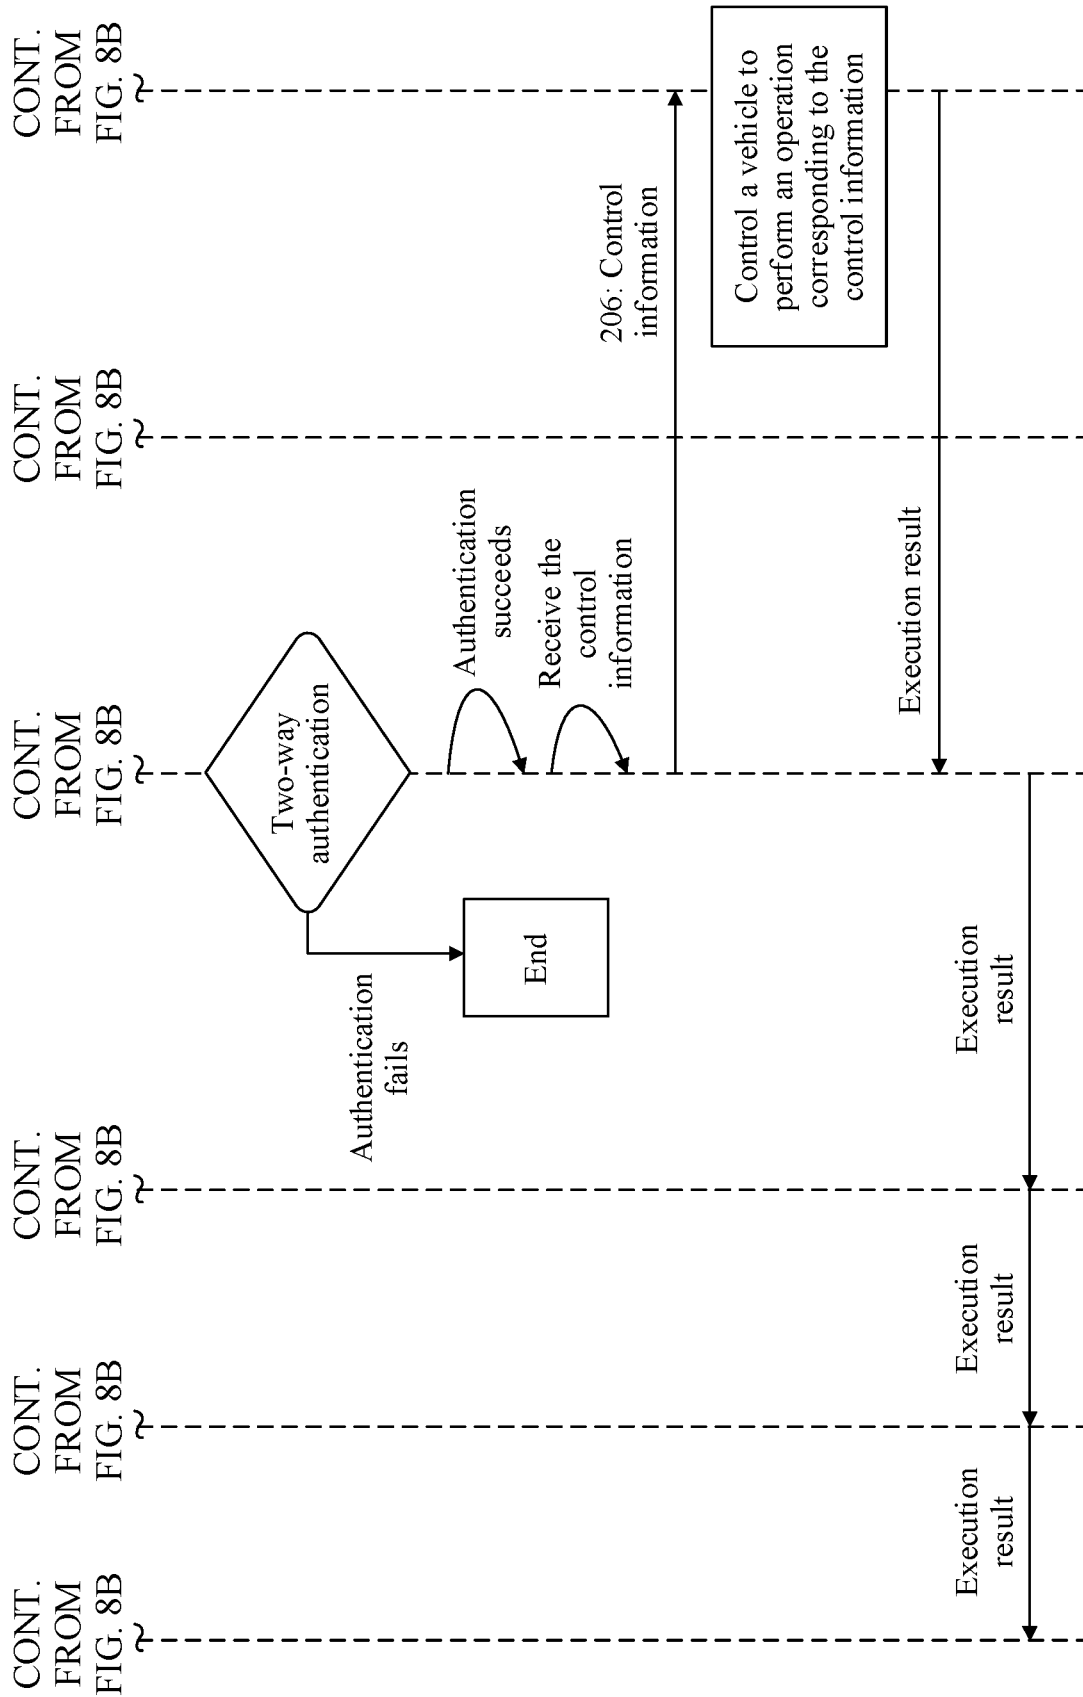 CONT.
FROM
FIG. 8B
CONT.
FROM
FIG. 8B
CONT.
FROM
FIG. 8B
CONT.
FROM
FIG. 8B
CONT.
FROM
FIG. 8B
CONT.
FROM
FIG. 8B
Two-way
authentication
Authentication
fails
End
Authentication
succeeds
Receive the
control
information
206: Control
information
Control a vehicle to
perform an operation
corresponding to the
control information
Execution result
Execution
result
Execution
result
Execution
result